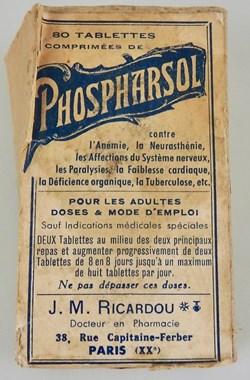 80 TABLETTES
COMPRIMÉES DE
PHOSPHARSOL
contre
l'Anémie, la Neurasthénie,
les Affections du Système nerveux,
les Paralysies, la Faiblesse cardiaque,
la Déficience organique, la Tuberculose, etc.
POUR LES ADULTES
DOSES & MODE D'EMPLOI
Sauf Indications médicales spéciales
DEUX Tablettes au milieu des deux principaux
repas et augmenter progressivement de deux
Tablettes de 8 en 8 jours jusqu'à un maximum
de huit tablettes par jour.
Ne pas dépasser ces doses.
J. M. RICARDOU
Docteur en Pharmacie
38, Rue Capitaine-Ferber
PARIS (XXe)